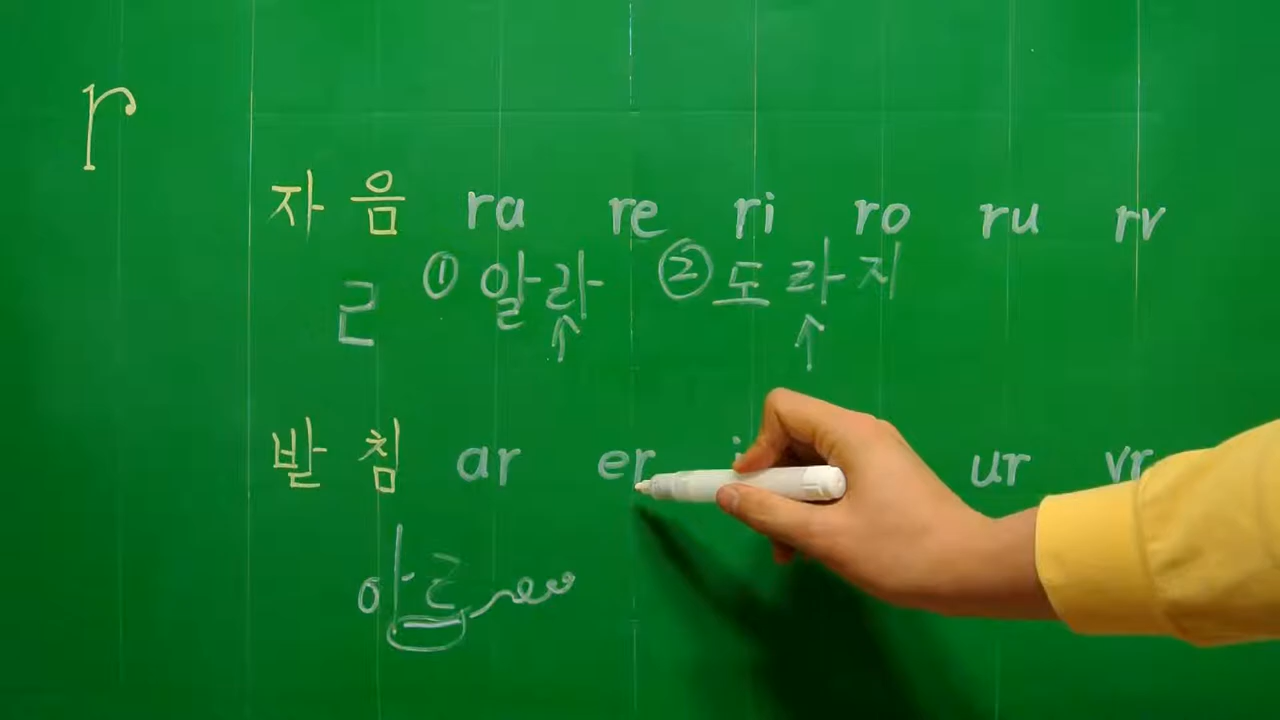 r
자음 ra re ri ro ru rv
ㄹ ① 알라 ② 도라지
받침 ar er ur vr
아르